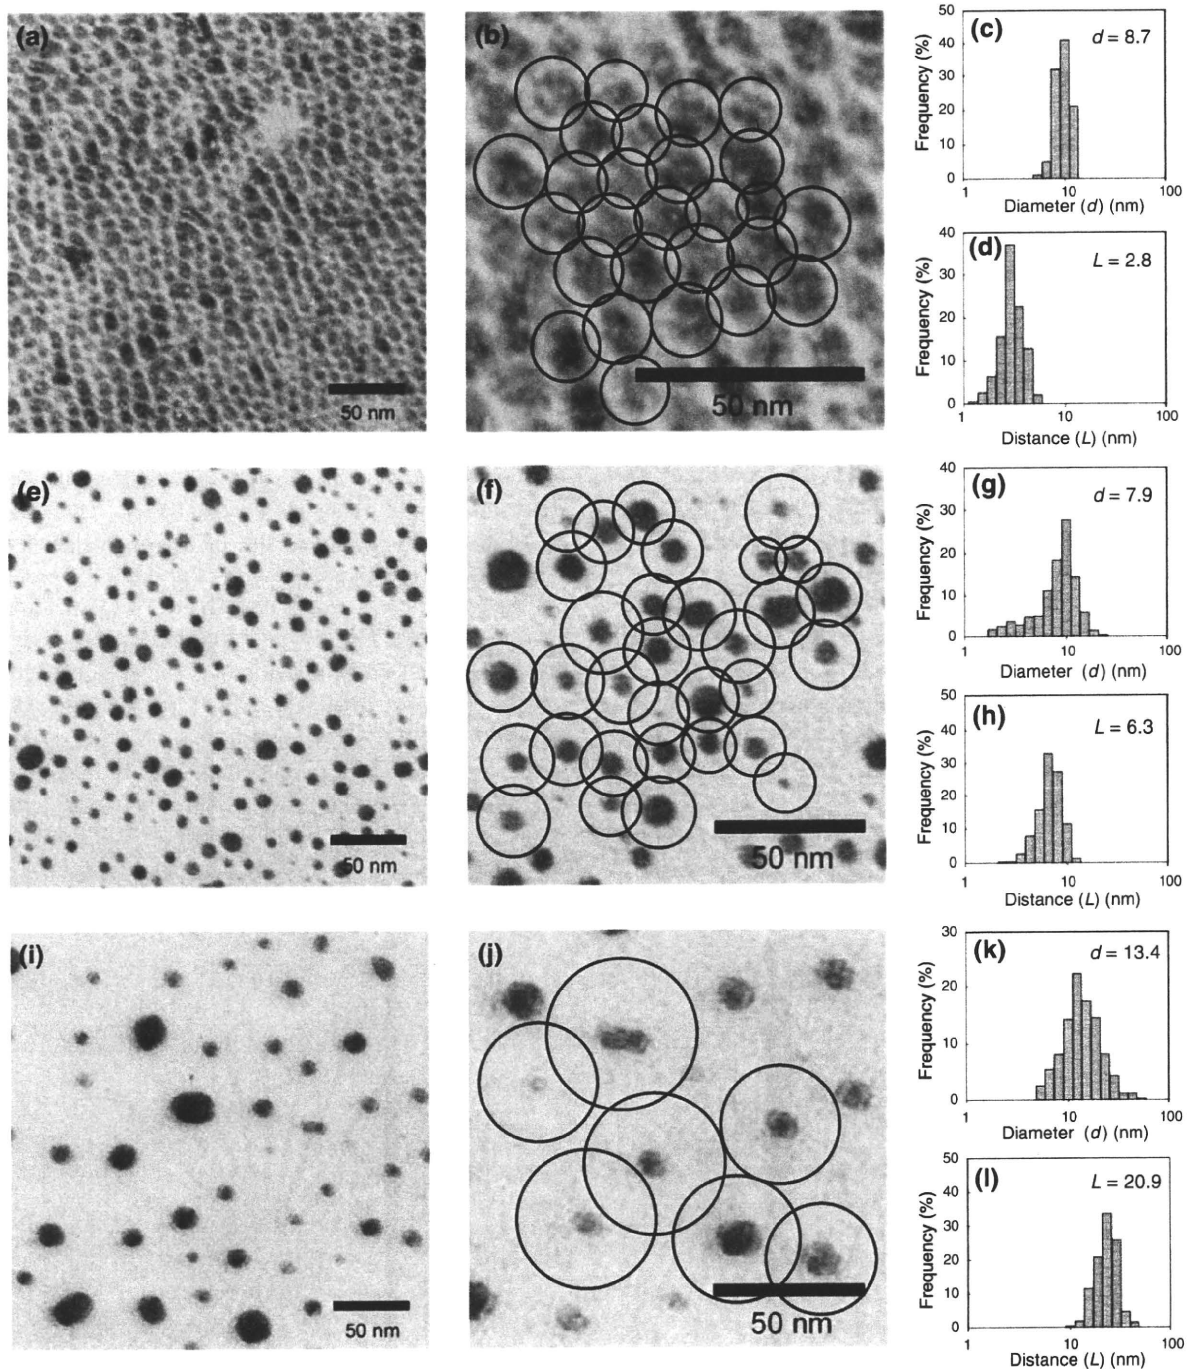 (a)
50 nm
(b)
50 nm
(c)
d = 8.7
Frequency (%)
50
40
30
20
10
0
1
10
100
Diameter (d) (nm)
(d)
L = 2.8
Frequency (%)
40
30
20
10
0
1
10
100
Distance (L) (nm)
(e)
50 nm
(f)
50 nm
(g)
d = 7.9
Frequency (%)
40
30
20
10
0
1
10
100
Diameter (d) (nm)
(h)
L = 6.3
Frequency (%)
50
40
30
20
10
0
1
10
100
Distance (L) (nm)
(i)
50 nm
(j)
50 nm
(k)
d = 13.4
Frequency (%)
30
20
10
0
1
10
100
Diameter (d) (nm)
(l)
L = 20.9
Frequency (%)
50
40
30
20
10
0
1
10
100
Distance (L) (nm)